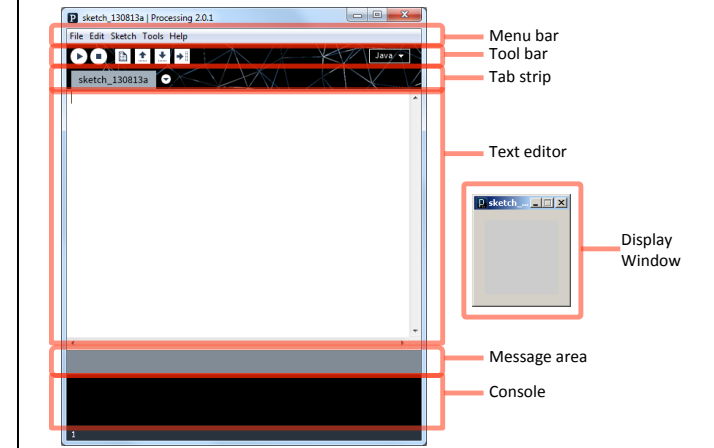 sketch_130813a | Processing 2.0.1
File Edit Sketch Tools Help
Java
sketch_130813a
1
Menu bar
Tool bar
Tab strip
Text editor
P sketch_...
Display
Window
Message area
Console